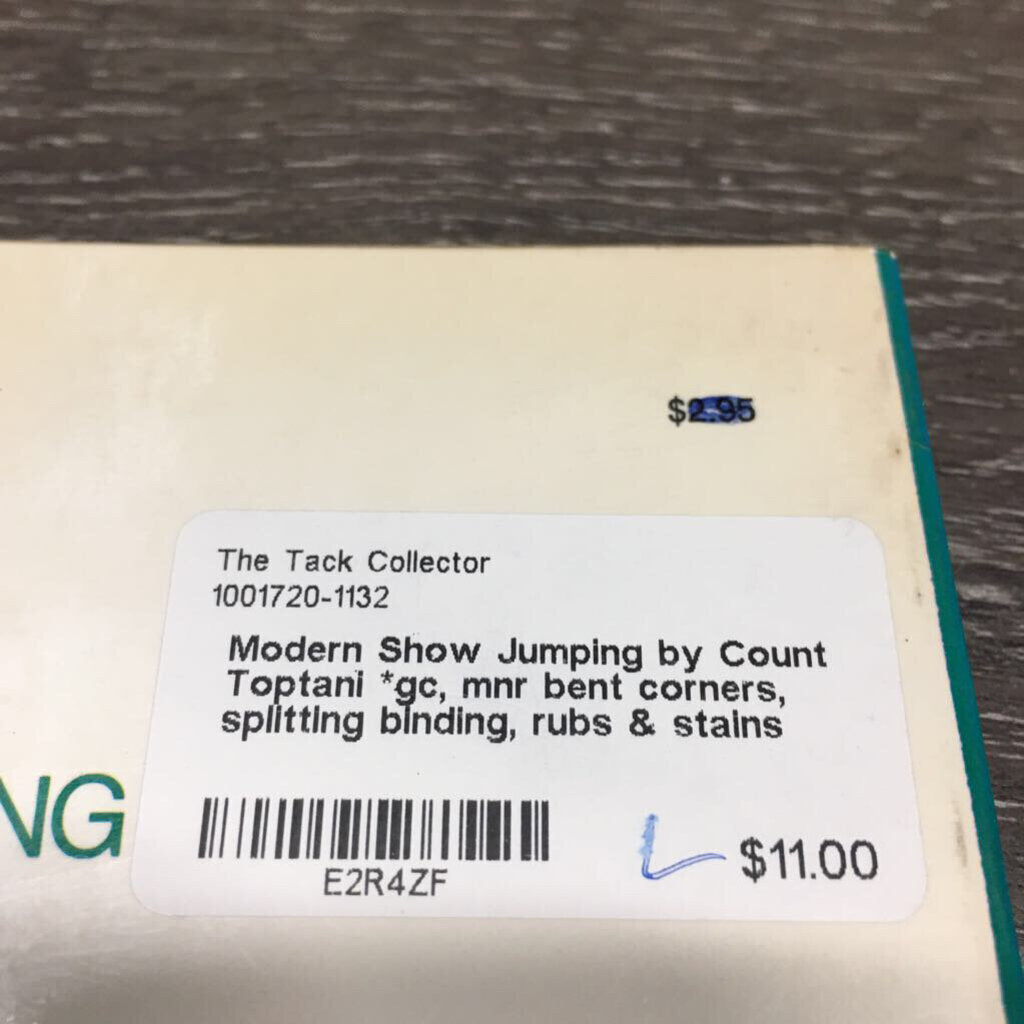 $2.95
The Tack Collector
1001720-1132
Modern Show Jumping by Count
Toptani *gc, mnr bent corners,
splitting binding, rubs & stains
NG
E2R4ZF
$11.00